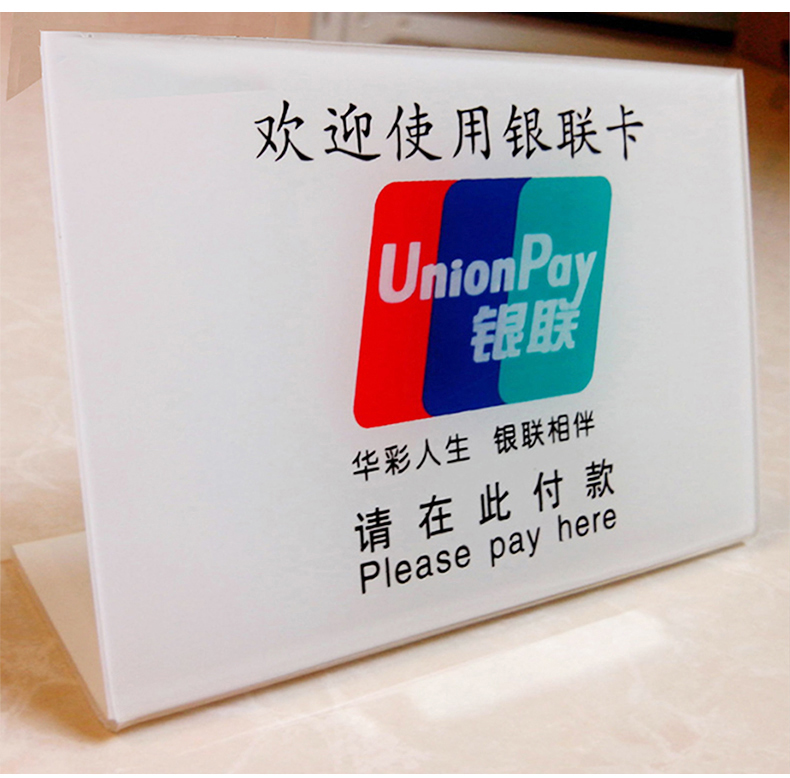 欢迎使用银联卡
UnionPay
银联
华彩人生 银联相伴
请在此付款
Please pay here